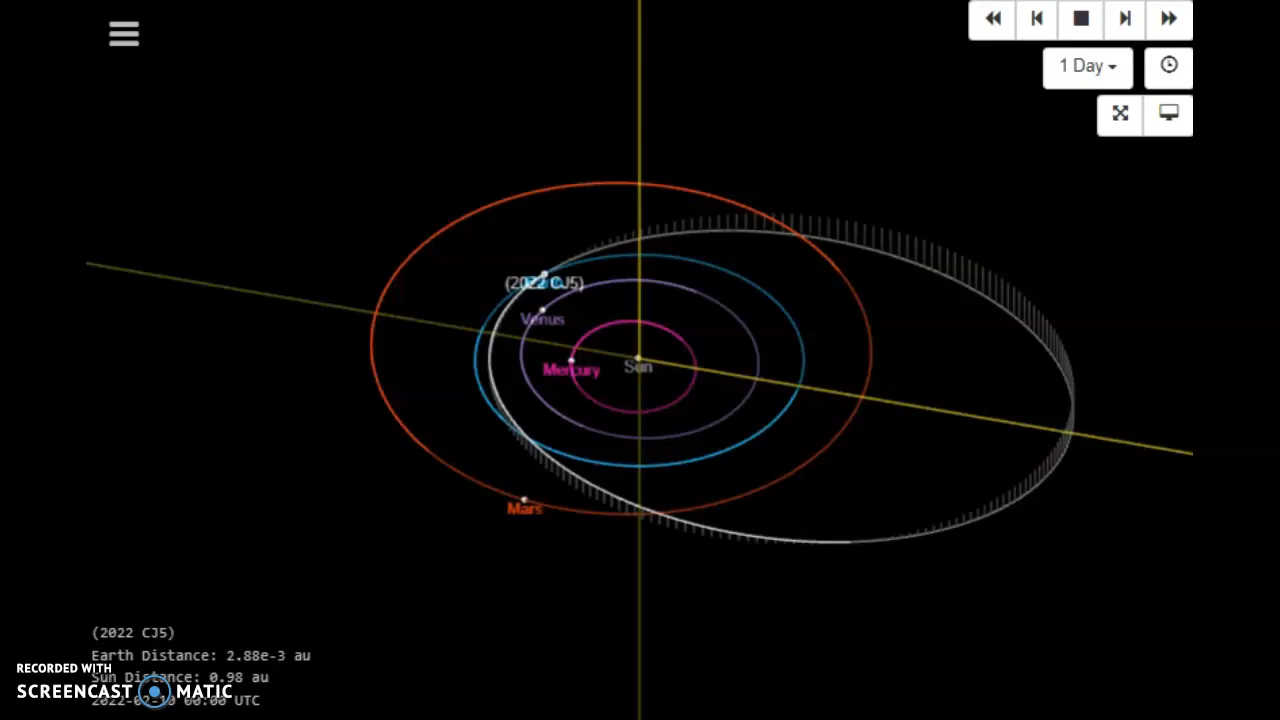 1 Day
(2022 CJ5)
Venus
Mercury
Sun
Mars
(2022 CJ5)
Earth Distance: 2.88e-3 au
RECORDED WITH
Sun Distance: 0.98 au
SCREENCAST MATIC
00:00 UTC